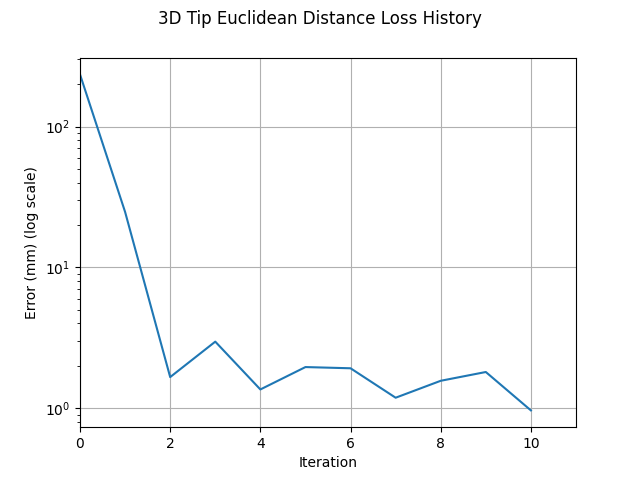 3D Tip Euclidean Distance Loss History
Error (mm) (log scale)
10²
10¹
10⁰
0 2 4 6 8 10
Iteration